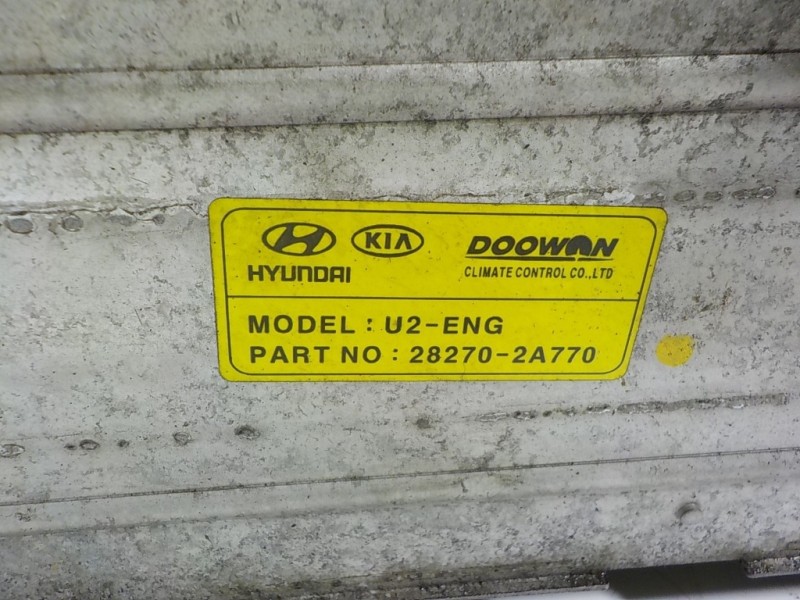 KIA DOOWON
HYUNDAI CLIMATE CONTROL CO.,LTD
MODEL : U2-ENG
PART NO : 28270-2A770